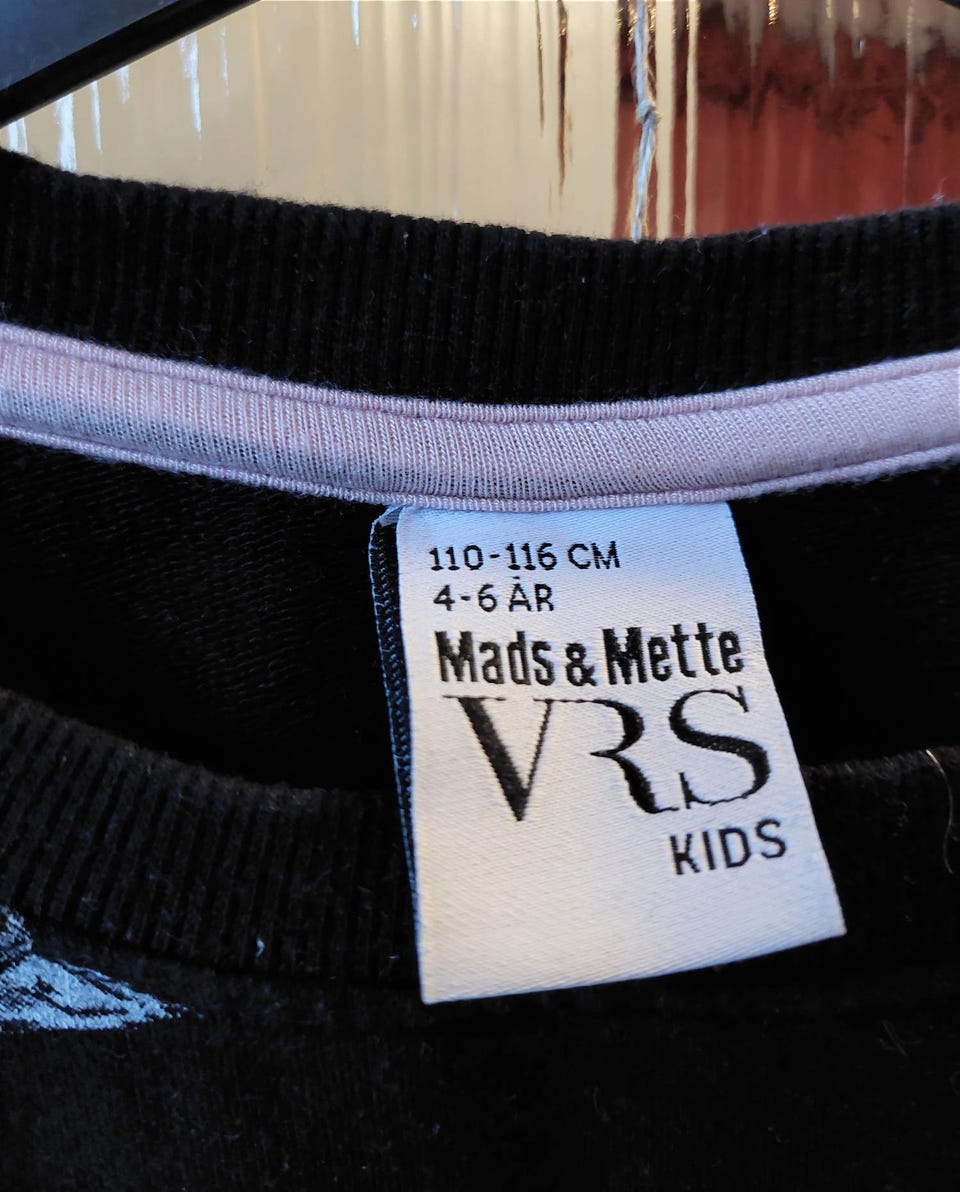 110-116 CM
4-6 ÅR
Mads & Mette
VRS
KIDS